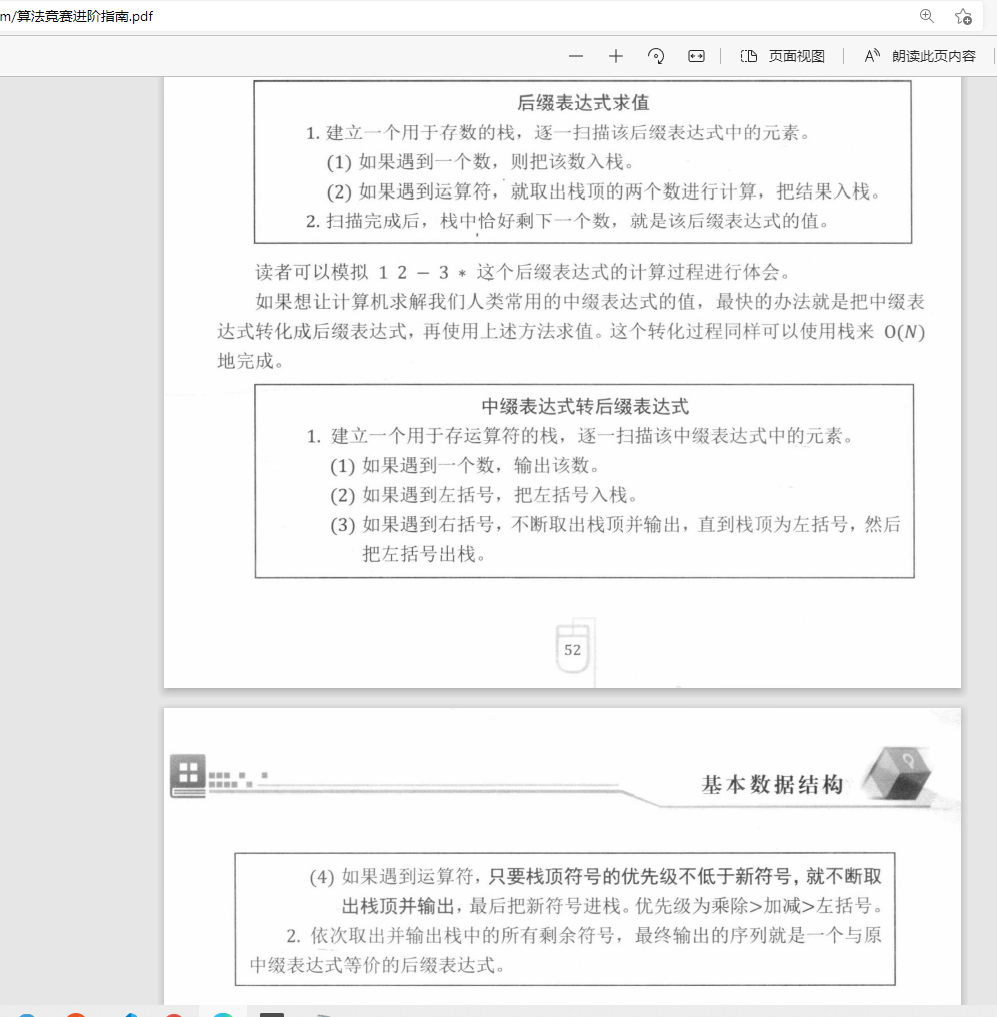 m/算法竞赛进阶指南.pdf
页面视图
A 朗读此页内容
后缀表达式求值
1. 建立一个用于存数的栈，逐一扫描该后缀表达式中的元素。
(1) 如果遇到一个数，则把该数入栈。
(2) 如果遇到运算符，就取出栈顶的两个数进行计算，把结果入栈。
2. 扫描完成后，栈中恰好剩下一个数，就是该后缀表达式的值。
读者可以模拟 1 2 − 3 * 这个后缀表达式的计算过程进行体会。
如果想让计算机求解我们人类常用的中缀表达式的值，最快的办法就是把中缀表
达式转化成后缀表达式，再使用上述方法求值。这个转化过程同样可以使用栈来 O(N)
地完成。
中缀表达式转后缀表达式
1. 建立一个用于存运算符的栈，逐一扫描该中缀表达式中的元素。
(1) 如果遇到一个数，输出该数。
(2) 如果遇到左括号，把左括号入栈。
(3) 如果遇到右括号，不断取出栈顶并输出，直到栈顶为左括号，然后
把左括号出栈。
52
基本数据结构
(4) 如果遇到运算符，只要栈顶符号的优先级不低于新符号，就不断取
出栈顶并输出，最后把新符号进栈。优先级为乘除>加减>左括号。
2. 依次取出并输出栈中的所有剩余符号，最终输出的序列就是一个与原
中缀表达式等价的后缀表达式。